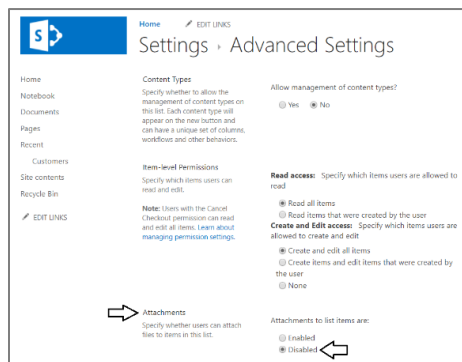 Home EDIT LINKS
Settings › Advanced Settings
Home
Notebook
Documents
Pages
Recent
Customers
Site contents
Recycle Bin
EDIT LINKS
Content Types
Specify whether to allow the
management of content types on
this list. Each content type will
appear on the new button and
can have a unique set of columns,
workflows and other behaviors.
Allow management of content types?
Yes No
Item-level Permissions
Specify which items users can
read and edit.
Note: Users with the Cancel
Checkout permission can read
and edit all items. Learn about
managing permission settings.
Read access: Specify which items users are allowed to
read
Read all items
Read items that were created by the user
Create and Edit access: Specify which items users are
allowed to create and edit
Create and edit all items
Create items and edit items that were created by
the user
None
Attachments
Specify whether users can attach
files to items in this list.
Attachments to list items are:
Enabled
Disabled